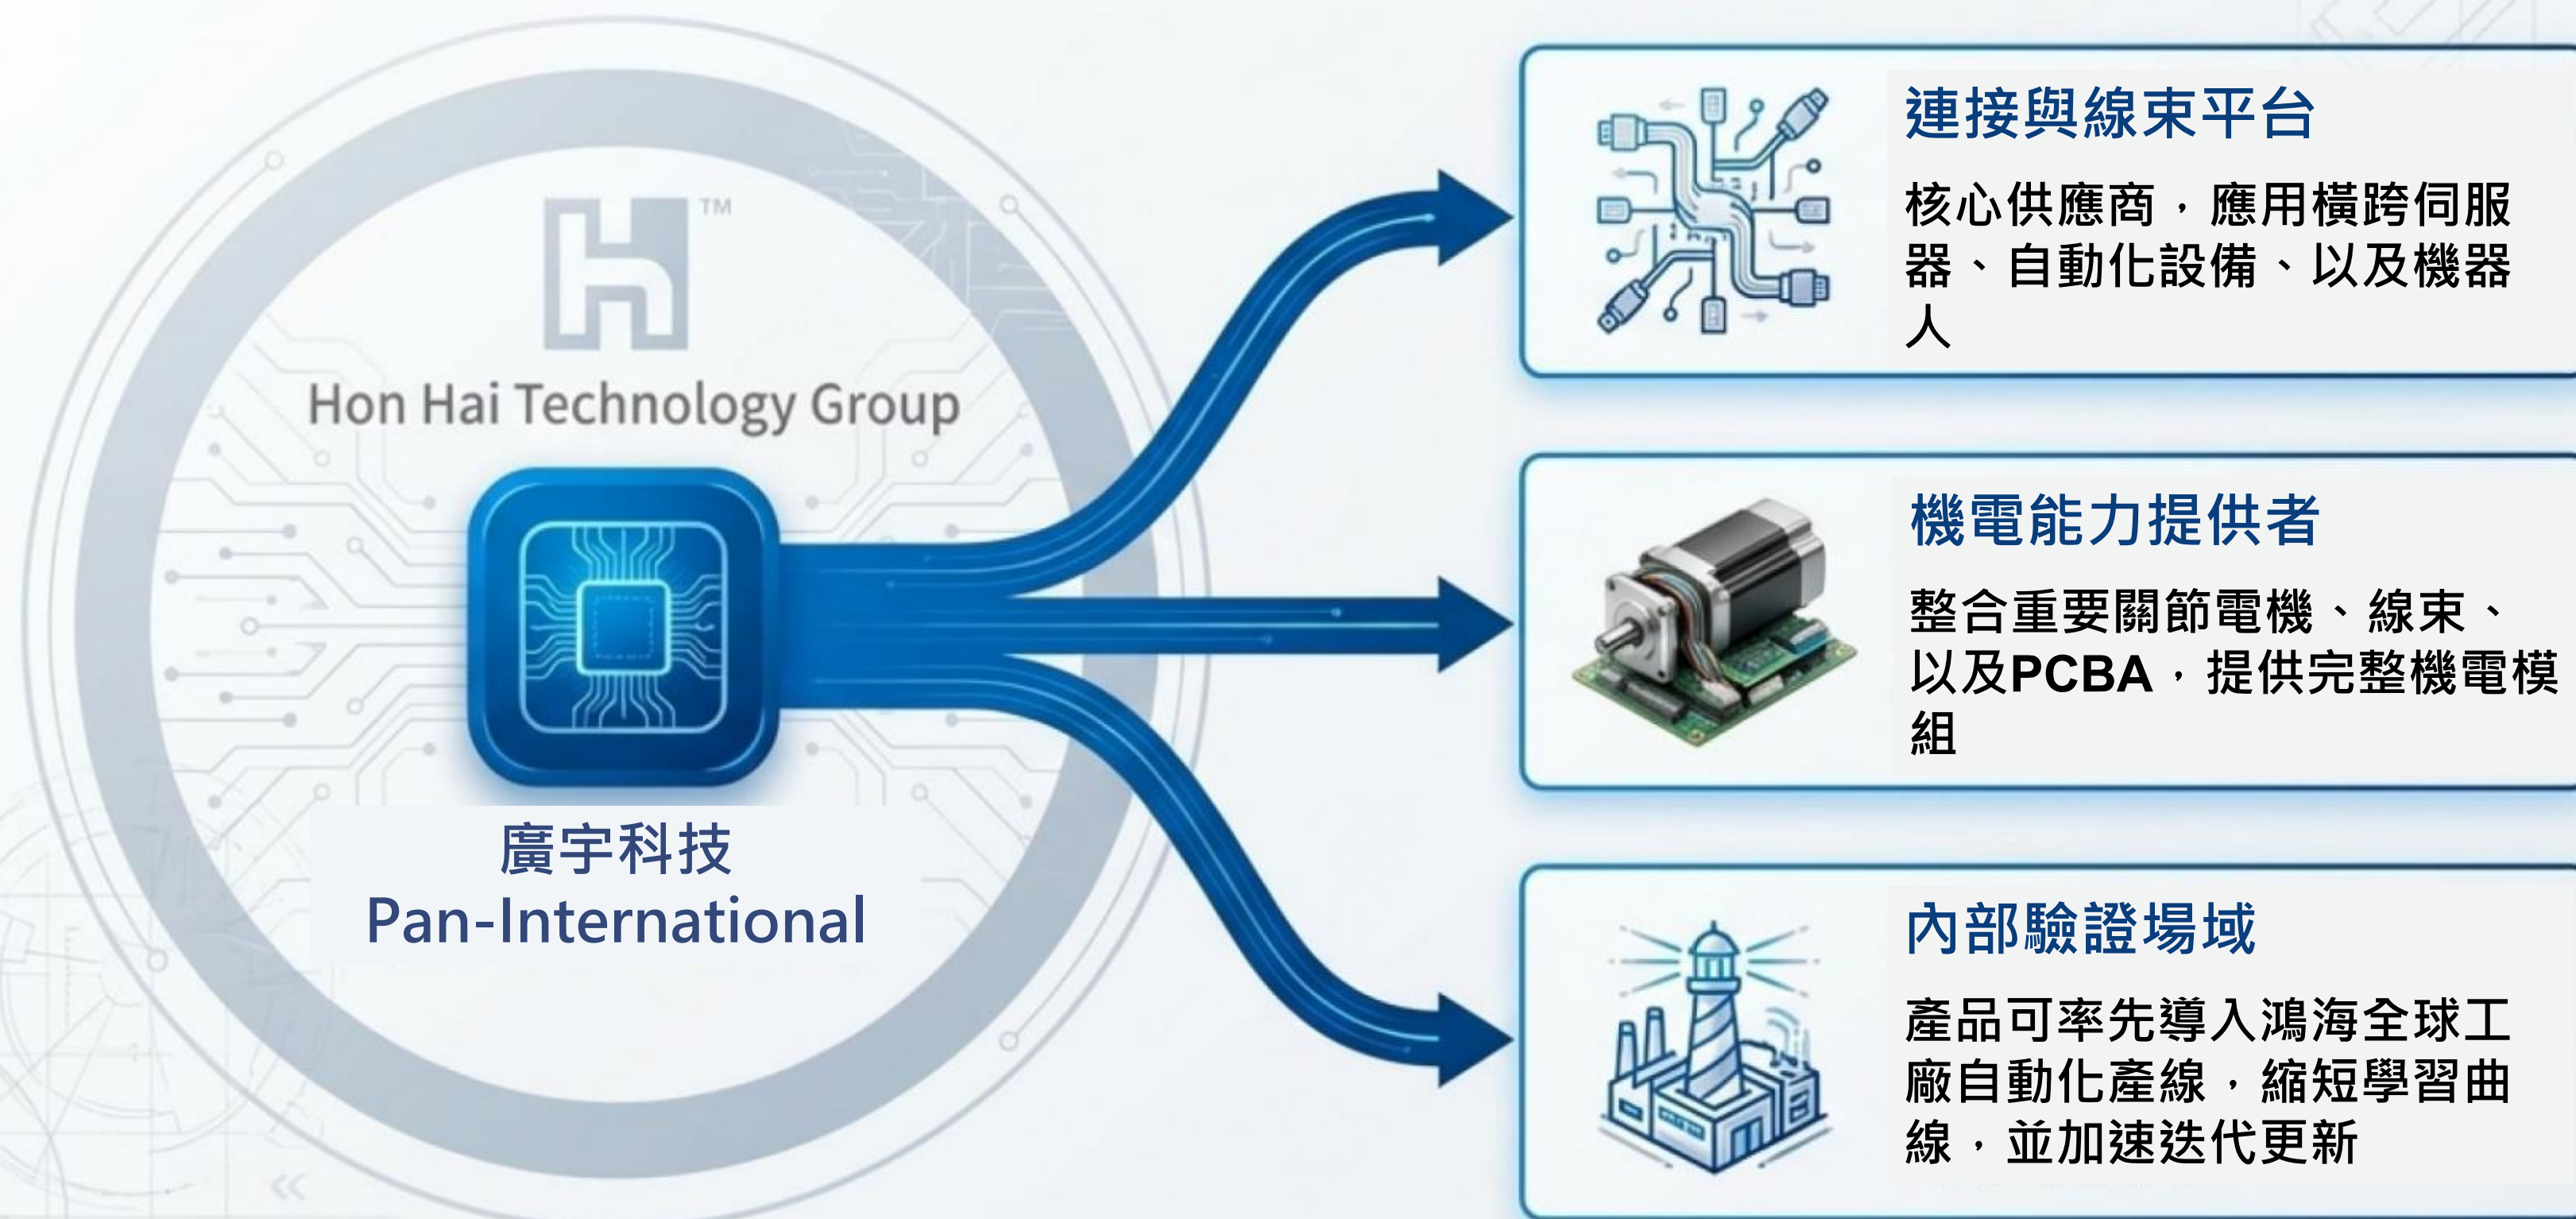 TM
Hon Hai Technology Group
廣宇科技
Pan-International
連接與線束平台
核心供應商，應用橫跨伺服
器、自動化設備、以及機器
人
機電能力提供者
整合重要關節電機、線束、
以及PCBA，提供完整機電模
組
內部驗證場域
產品可率先導入鴻海全球工
廠自動化產線，縮短學習曲
線，並加速迭代更新